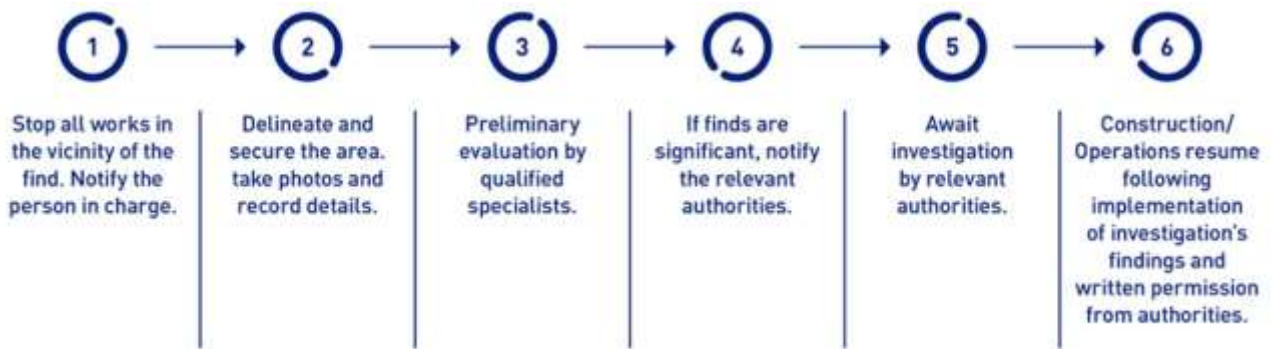 1
2
3
4
5
6
Stop all works in
the vicinity of the
find. Notify the
person in charge.
Delineate and
secure the area.
take photos and
record details.
Preliminary
evaluation by
qualified
specialists.
If finds are
significant, notify
the relevant
authorities.
Await
investigation
by relevant
authorities.
Construction/
Operations resume
following
implementation
of investigation's
findings and
written permission
from authorities.